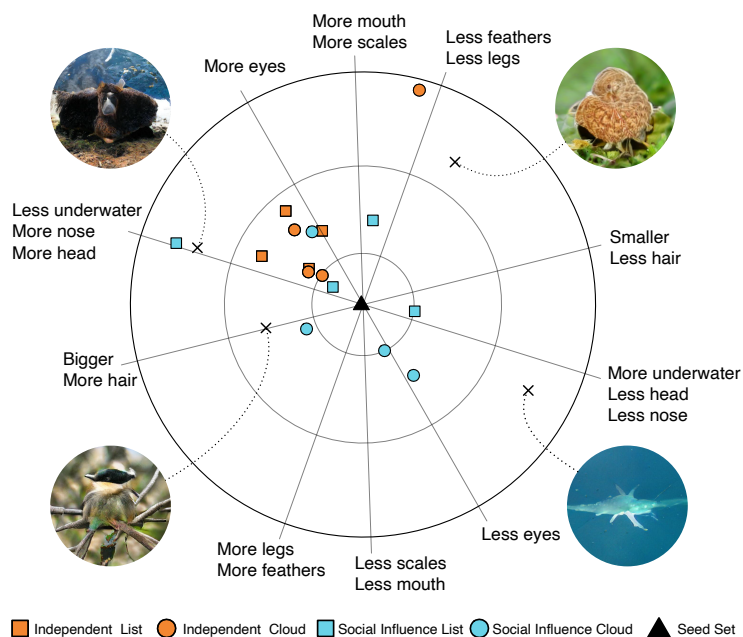 More mouth
More scales
Less feathers
Less legs
More eyes
Less underwater
More nose
More head
Smaller
Less hair
Bigger
More hair
More underwater
Less head
Less nose
Less eyes
More legs
More feathers
Less scales
Less mouth
Independent List
Independent Cloud
Social Influence List
Social Influence Cloud
Seed Set